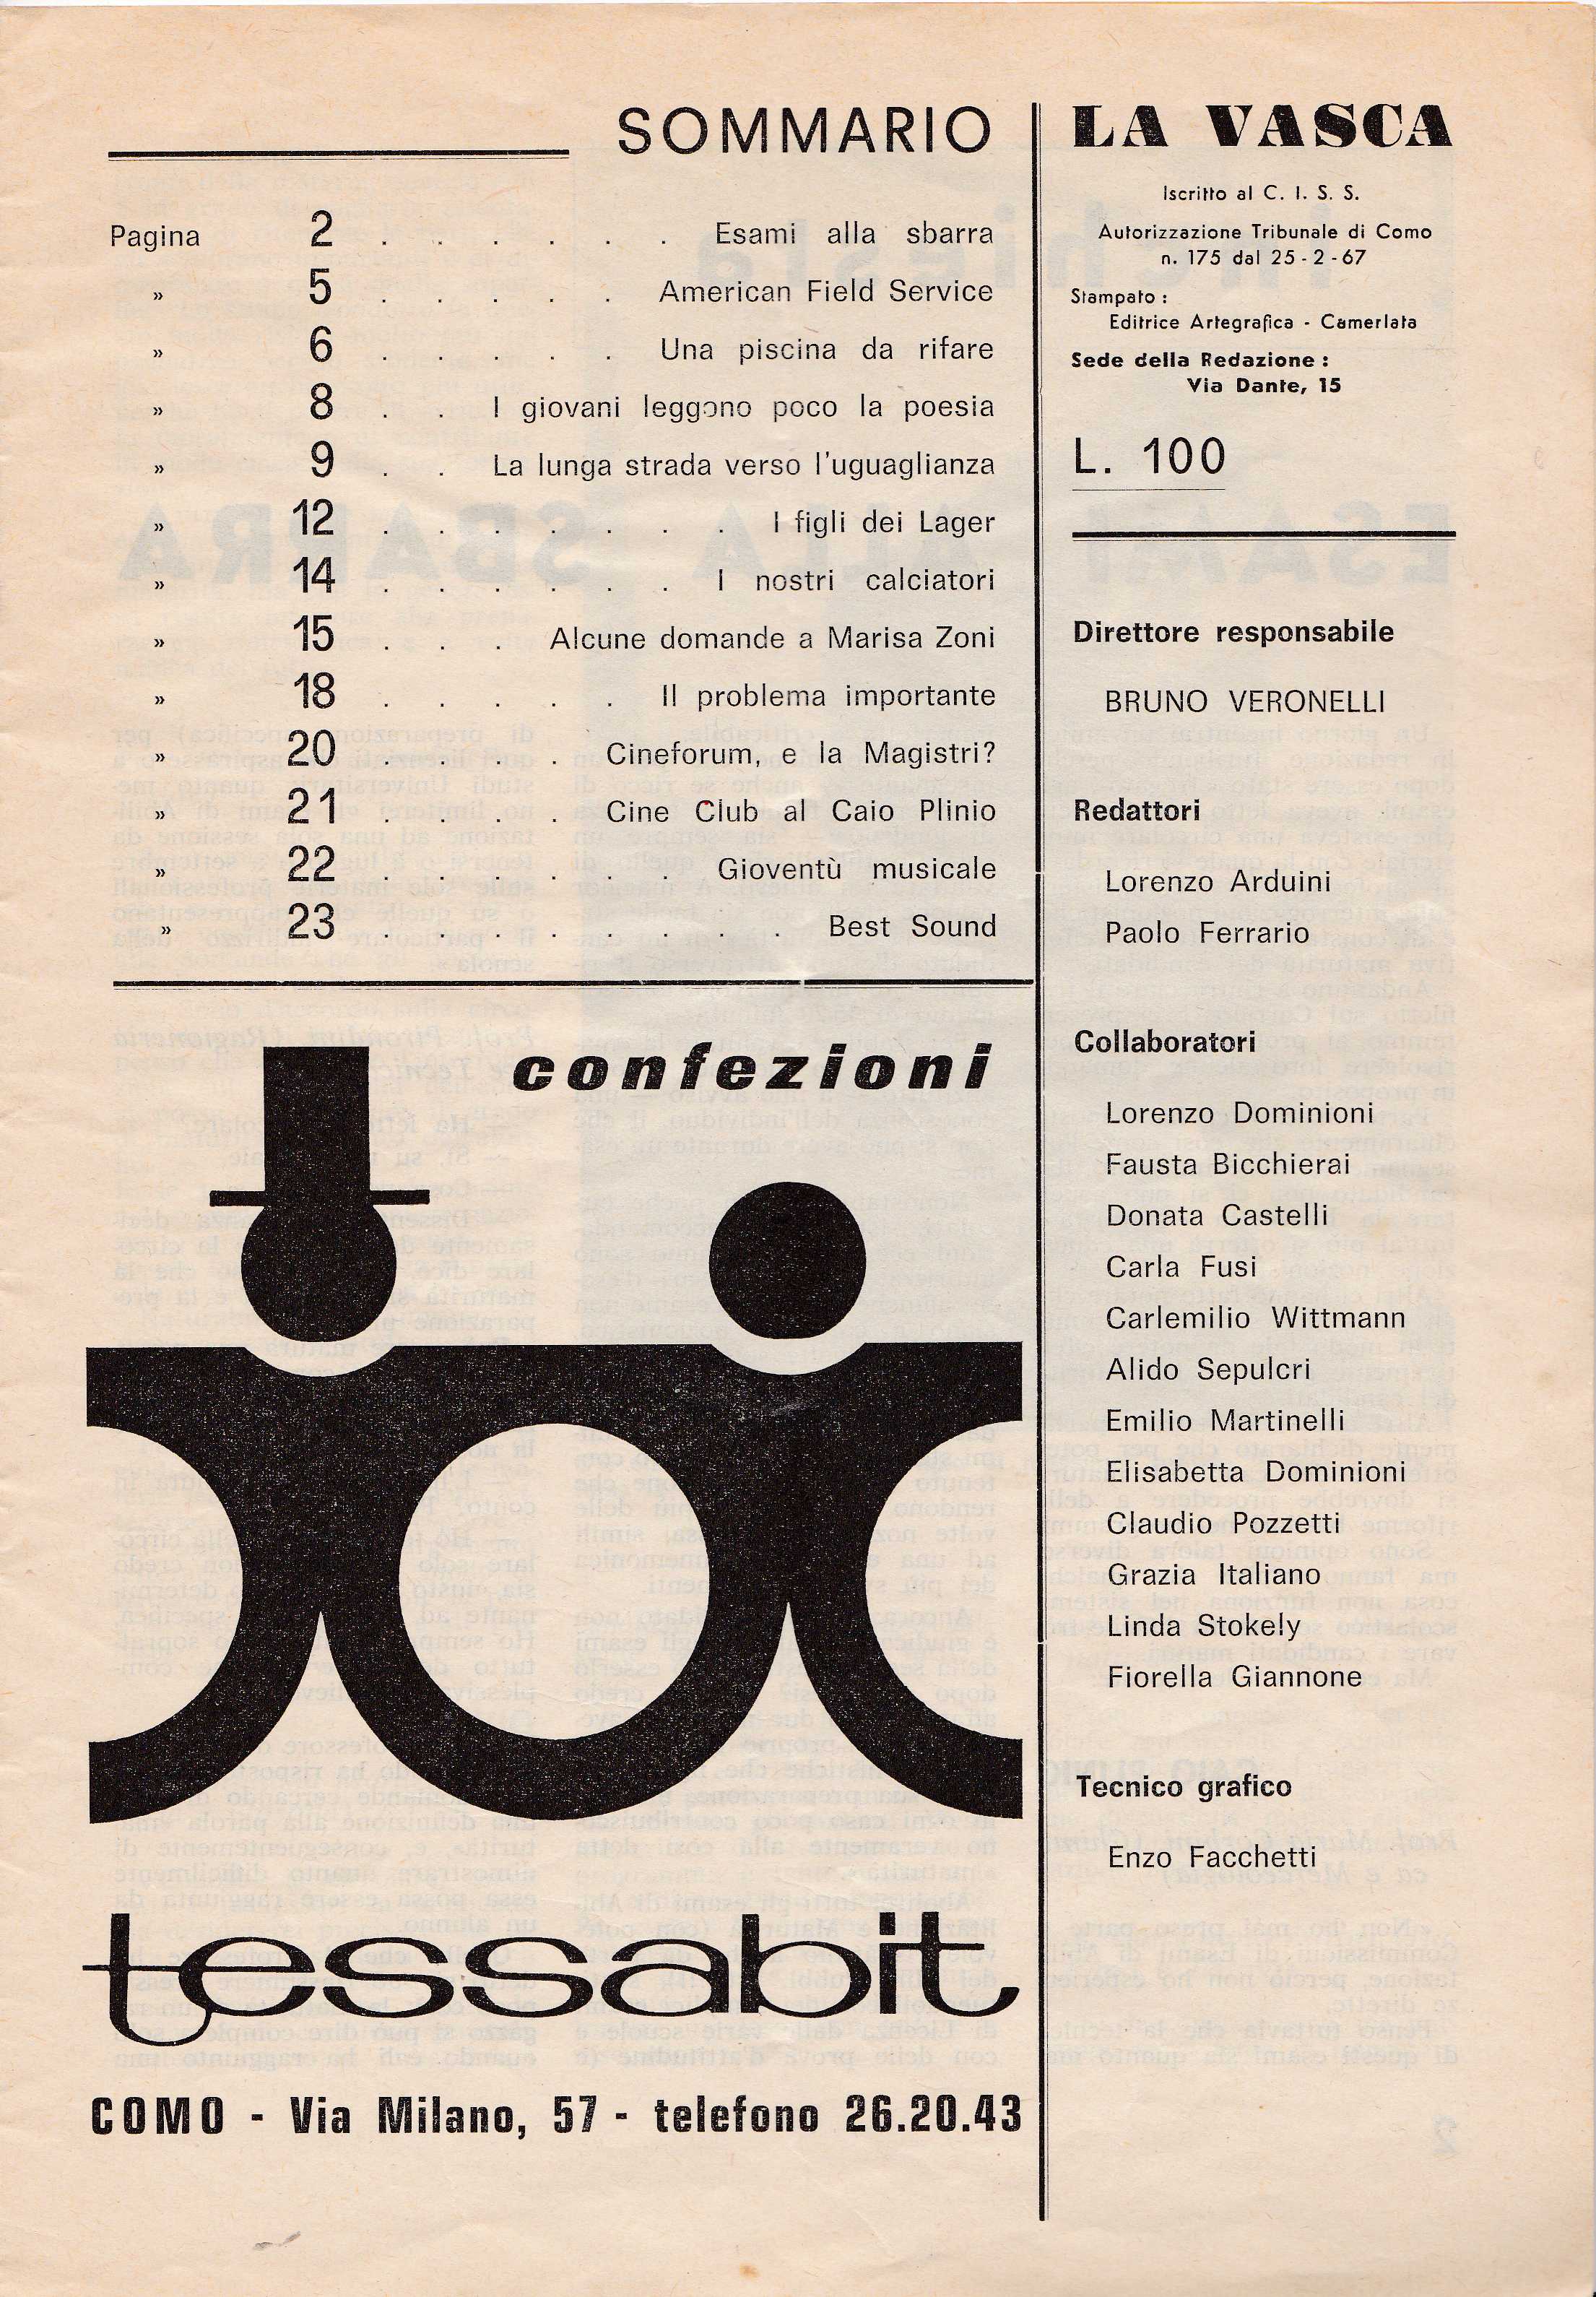 SOMMARIO
Pagina 2 . . . . . . Esami alla sbarra
» 5 . . . . . American Field Service
» 6 . . . . . Una piscina da rifare
» 8 . . I giovani leggono poco la poesia
» 9 . . La lunga strada verso l'uguaglianza
» 12 . . . . . . . I figli dei Lager
» 14 . . . . . . I nostri calciatori
» 15 . . . Alcune domande a Marisa Zoni
» 18 . . . . . Il problema importante
» 20 . . . . Cineforum, e la Magistri?
» 21 . . . . Cine Club al Caio Plinio
» 22 . . . . . . Gioventù musicale
» 23 . . . . . . . . Best Sound
confezioni
tessabit
COMO - Via Milano, 57 - telefono 26.20.43
LA VASCA
Iscritto al C. I. S. S.
Autorizzazione Tribunale di Como
n. 175 dal 25 - 2 - 67
Stampato :
Editrice Artegrafica - Camerlata
Sede della Redazione :
Via Dante, 15
L. 100
Direttore responsabile
BRUNO VERONELLI
Redattori
Lorenzo Arduini
Paolo Ferrario
Collaboratori
Lorenzo Dominioni
Fausta Bicchierai
Donata Castelli
Carla Fusi
Carlemilio Wittmann
Alido Sepulcri
Emilio Martinelli
Elisabetta Dominioni
Claudio Pozzetti
Grazia Italiano
Linda Stokely
Fiorella Giannone
Tecnico grafico
Enzo Facchetti